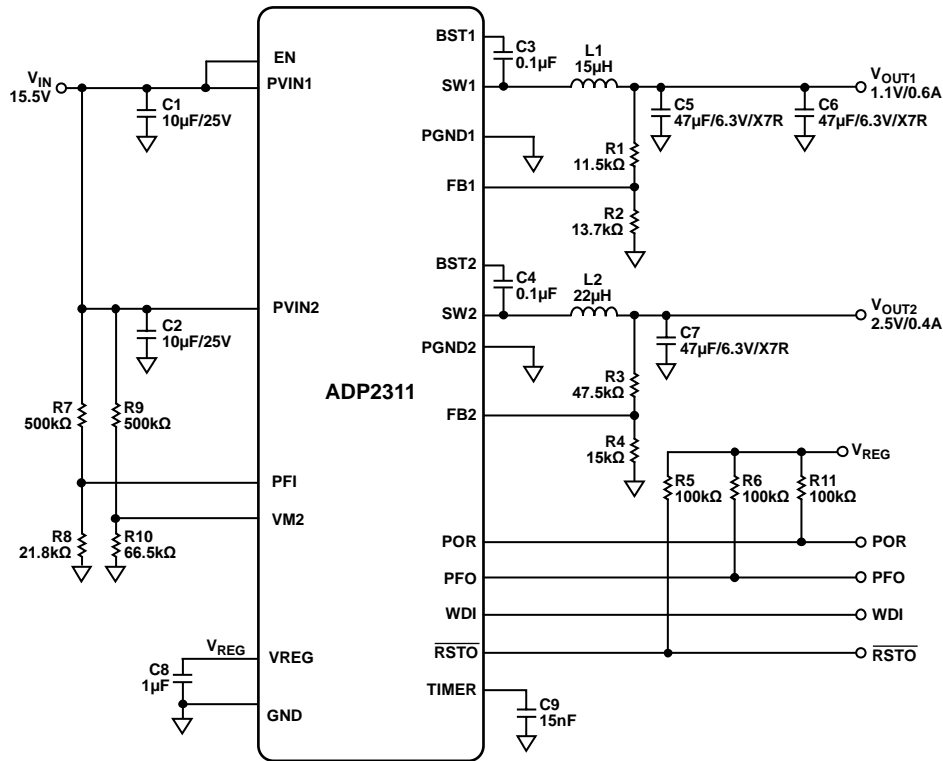 BST1
C3
0.1µF
L1
15µH
EN
VIN
15.5V
PVIN1
SW1
VOUT1
1.1V/0.6A
C1
10µF/25V
C5
47µF/6.3V/X7R
C6
47µF/6.3V/X7R
PGND1
R1
11.5kΩ
FB1
R2
13.7kΩ
BST2
C4
0.1µF
L2
22µH
PVIN2
SW2
VOUT2
2.5V/0.4A
C2
10µF/25V
C7
47µF/6.3V/X7R
PGND2
ADP2311
R3
47.5kΩ
R7
500kΩ
R9
500kΩ
FB2
R4
15kΩ
VREG
PFI
R5
100kΩ
R6
100kΩ
R11
100kΩ
VM2
R8
21.8kΩ
R10
66.5kΩ
POR
POR
PFO
PFO
WDI
WDI
VREG
VREG
RSTO
RSTO
C8
1µF
TIMER
GND
C9
15nF